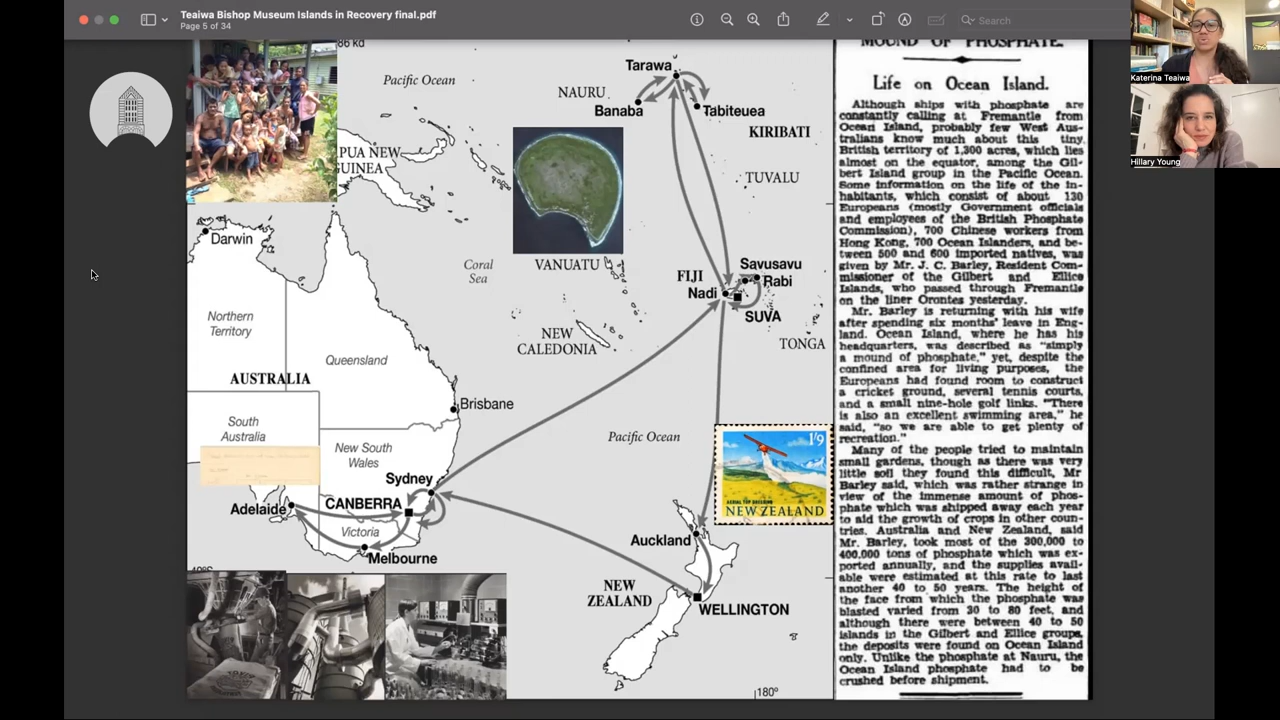 Teaiwa Bishop Museum Islands in Recovery final.pdf
Page 5 of 34
Search
Katerina Teaiwa
Hillary Young
86 kd
Pacific Ocean
Tarawa
NAURU
Banaba
Tabiteuea
KIRIBATI
PUA NEW
GUINEA
TUVALU
Darwin
Coral
Sea
VANUATU
FIJI
Savusavu
Rabi
Nadi
SUVA
Northern
Territory
NEW
CALEDONIA
TONGA
Queensland
AUSTRALIA
Brisbane
South
Australia
Pacific Ocean
New South
Wales
1/9
AERIAL TOP DRESSING
NEW ZEALAND
Sydney
CANBERRA
Adelaide
Victoria
Melbourne
Auckland
40°S
NEW
ZEALAND
WELLINGTON
180°
MOUND OF PHOSPHATE.
Life on Ocean Island.
Although ships with phosphate are
constantly calling at Fremantle from
Ocean Island, probably few West Aus-
tralians know much about this tiny
British territory of 1,300 acres, which lies
almost on the equator, among the Gil-
bert Island group in the Pacific Ocean.
Some information on the life of the in-
habitants, which consist of about 130
Europeans (mostly Government officials
and employees of the British Phosphate
Commission), 700 Chinese workers from
Hong Kong, 700 Ocean Islanders, and be-
tween 500 and 600 imported natives, was
given by Mr. J. C. Barley, Resident Com-
missioner of the Gilbert and Ellice
Islands, who passed through Fremantle
on the liner Orontes yesterday.
Mr. Barley is returning with his wife
after spending six months' leave in Eng-
land. Ocean Island, where he has his
headquarters, was described as "simply
a mound of phosphate," yet, despite the
confined area for living purposes, the
Europeans had found room to construct
a cricket ground, several tennis courts,
and a small nine-hole golf links. "There
is also an excellent swimming area," he
said, "so we are able to get plenty of
recreation."
Many of the people tried to maintain
small gardens, though as there was very
little soil they found this difficult, Mr
Barley said, which was rather strange in
view of the immense amount of phos-
phate which was shipped away each year
to aid the growth of crops in other coun-
tries. Australia and New Zealand, said
Mr. Barley, took most of the 300,000 to
400,000 tons of phosphate which was ex-
ported annually, and the supplies avail-
able were estimated at this rate to last
another 40 to 50 years. The height of
the face from which the phosphate was
blasted varied from 30 to 80 feet, and
although there were between 40 to 50
islands in the Gilbert and Ellice groups,
the deposits were found on Ocean Island
only. Unlike the phosphate at Nauru, the
Ocean Island phosphate had to be
crushed before shipment.